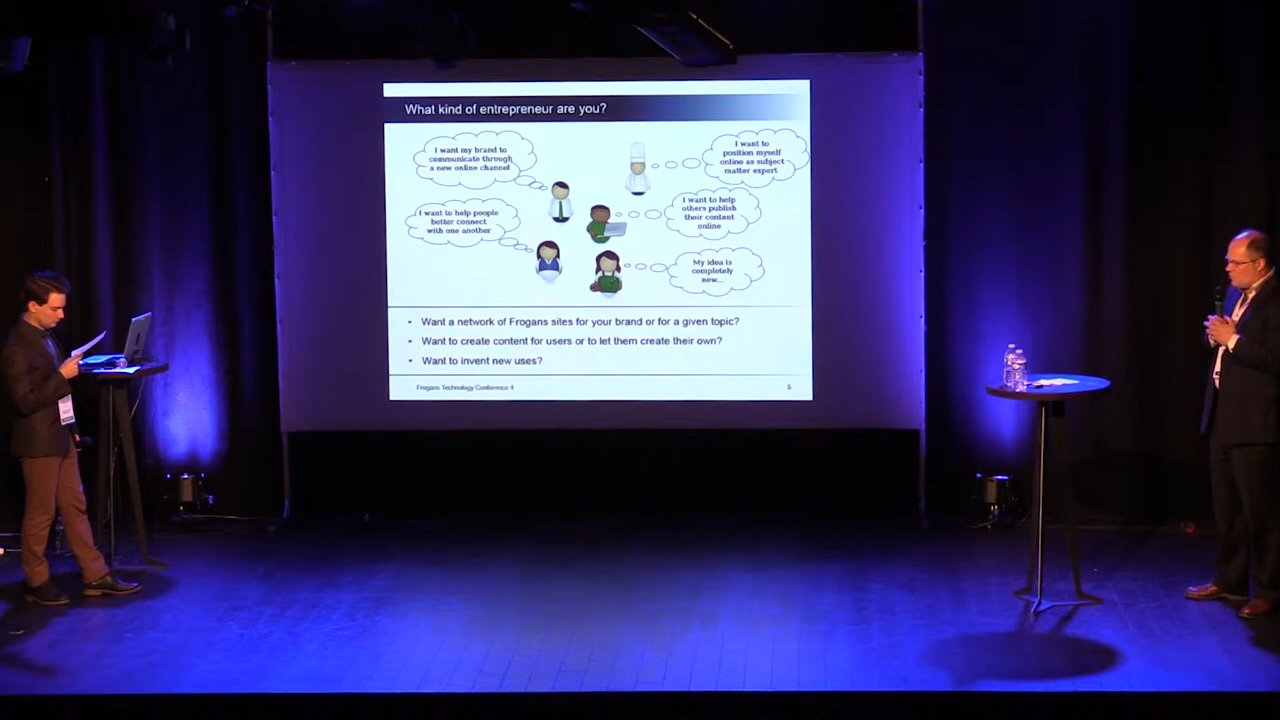 What kind of entrepreneur are you?
I want my brand to
communicate through
a new online channel
I want to
position myself
online as subject
matter expert
I want to help people
better connect
with one another
I want to help
others publish
their content
online
My idea is
completely
new...
• Want a network of Frogans sites for your brand or for a given topic?
• Want to create content for users or to let them create their own?
• Want to invent new uses?
Frogans Technology Conference 4
5